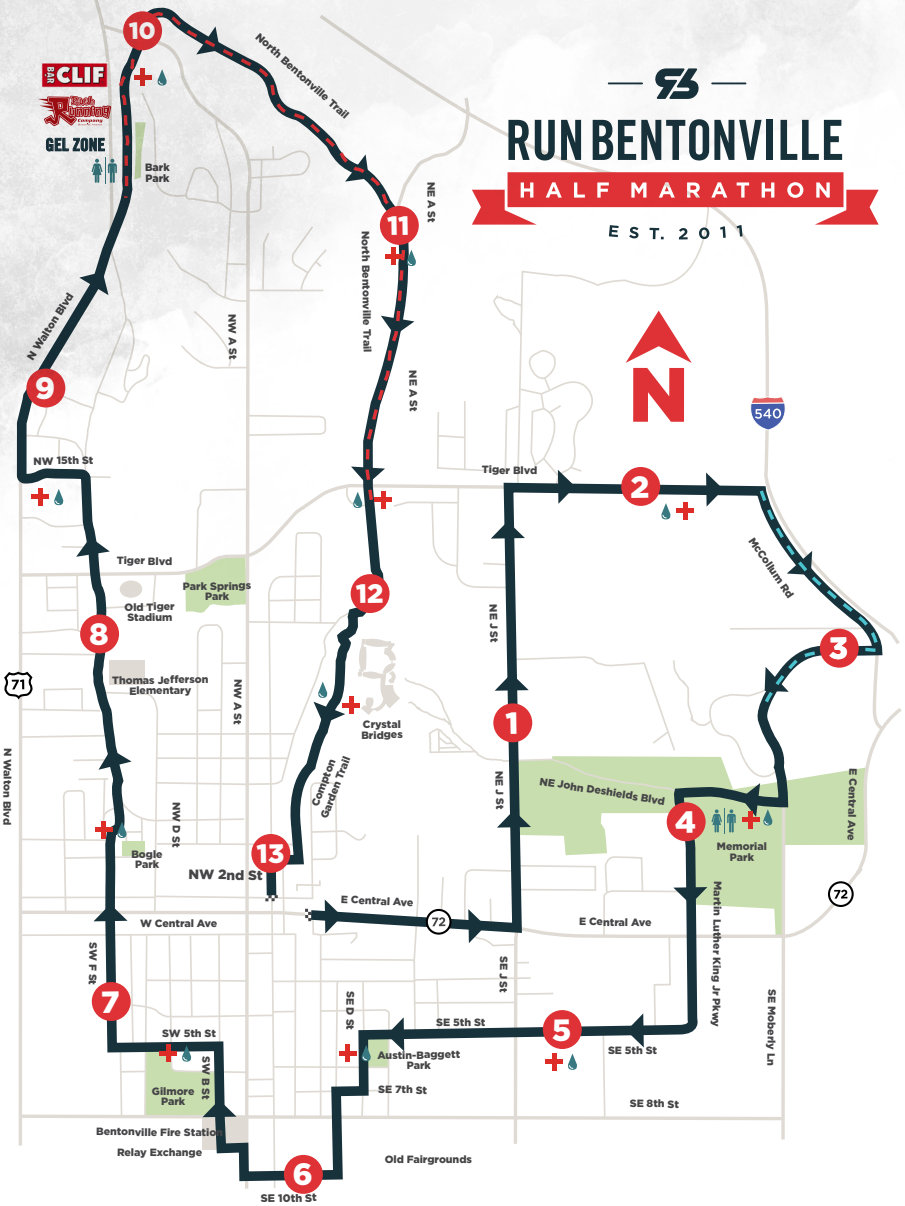 10
BAR CLIF
Rush Running
Company
GEL ZONE
Bark
Park
North Bentonville Trail
RUN BENTONVILLE
HALF MARATHON
EST. 2011
NE A St
11
North Bentonville Trail
N Walton Blvd
NW A St
N
540
NE A St
9
NW 15th St
Tiger Blvd
2
McCollum Rd
Tiger Blvd
Park Springs
Park
12
Old Tiger
Stadium
NE J St
8
3
Thomas Jefferson
Elementary
71
NW A St
1
Crystal
Bridges
N Walton Blvd
Compton
Garden Trail
NE J St
NE John Deshields Blvd
E Central Ave
4
NW D St
Bogle
Park
Memorial
Park
13
NW 2nd St
72
E Central Ave
72
E Central Ave
W Central Ave
Martin Luther King Jr Pkwy
SW F St
SE J St
7
SE D St
SE Moberly Ln
SE 5th St
5
SE 5th St
SW 5th St
Austin-Baggett
Park
SW B St
Gilmore
Park
SE 7th St
SE 8th St
Bentonville Fire Station
Relay Exchange
Old Fairgrounds
6
SE 10th St